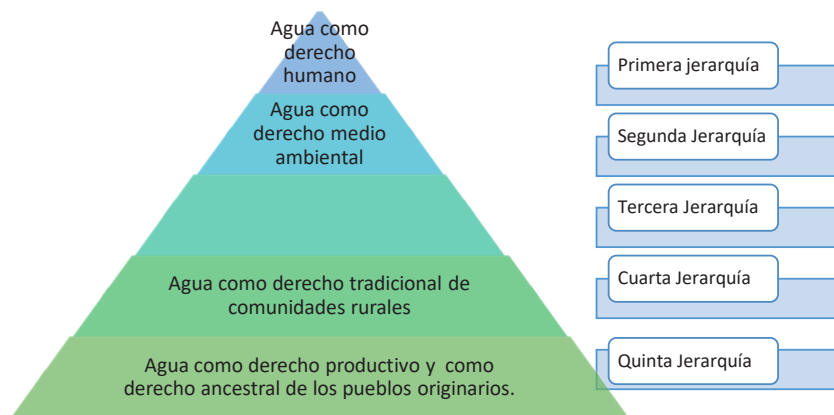 Agua como
derecho
humano
Agua como
derecho medio
ambiental
Agua como derecho tradicional de
comunidades rurales
Agua como derecho productivo y como
derecho ancestral de los pueblos originarios.
Primera jerarquía
Segunda Jerarquía
Tercera Jerarquía
Cuarta Jerarquía
Quinta Jerarquía